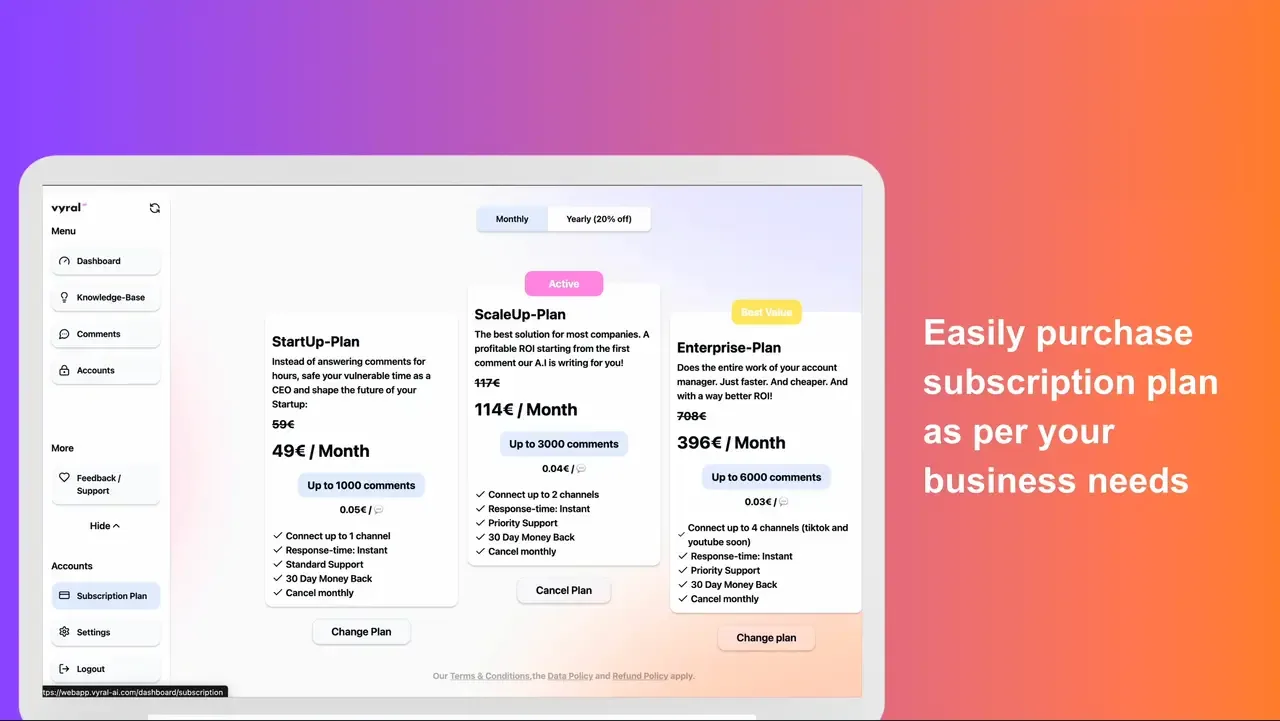 vyral
Menu
Dashboard
Knowledge-Base
Comments
Accounts
More
Feedback /
Support
Hide
Accounts
Subscription Plan
Settings
Logout
tps://webapp.vyral-ai.com/dashboard/subscription
Monthly
Yearly (20% off)
StartUp-Plan
Instead of answering comments for
hours, safe your vulnerable time as a
CEO and shape the future of your
Startup:
59€
49€ / Month
Up to 1000 comments
0.05€ /
Connect up to 1 channel
Response-time: Instant
Standard Support
30 Day Money Back
Cancel monthly
Change Plan
Active
ScaleUp-Plan
The best solution for most companies. A
profitable ROI starting from the first
comment our A.I is writing for you!
117€
114€ / Month
Up to 3000 comments
0.04€ /
Connect up to 2 channels
Response-time: Instant
Priority Support
30 Day Money Back
Cancel monthly
Cancel Plan
Best Value
Enterprise-Plan
Does the entire work of your account
manager. Just faster. And cheaper. And
with a way better ROI!
708€
396€ / Month
Up to 6000 comments
0.03€ /
Connect up to 4 channels (tiktok and
youtube soon)
Response-time: Instant
Priority Support
30 Day Money Back
Cancel monthly
Change plan
Our Terms & Conditions,the Data Policy and Refund Policy apply.
Easily purchase
subscription plan
as per your
business needs